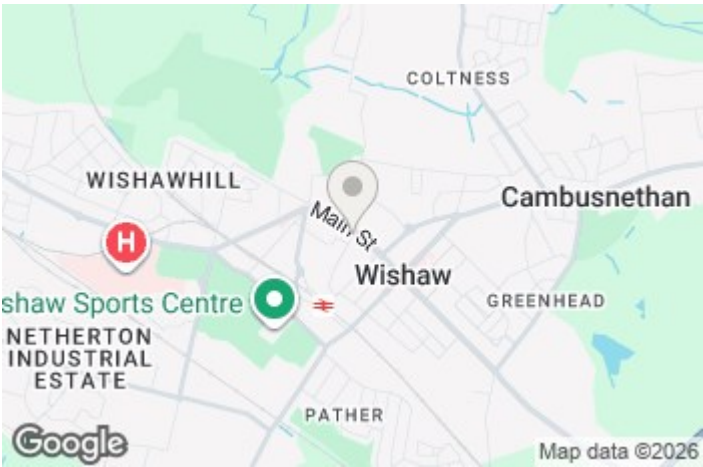 COLTNESS
WISHAWHILL
Cambusnethan
Main St
H
Wishaw
shaw Sports Centre
GREENHEAD
NETHERTON
INDUSTRIAL
ESTATE
PATHER
Google
Map data ©2026